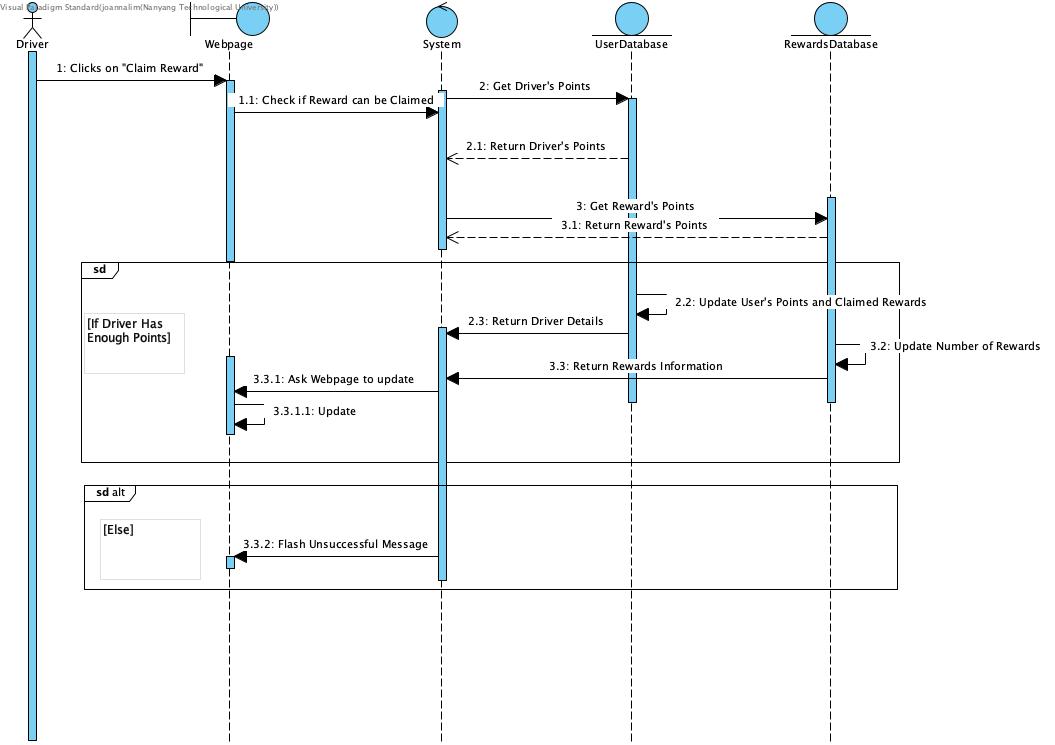 Visual Paradigm Standard(joannalim(Nanyang Technological University))
Driver
Webpage
System
UserDatabase
RewardsDatabase
1: Clicks on "Claim Reward"
2: Get Driver's Points
1.1: Check if Reward can be Claimed
2.1: Return Driver's Points
3: Get Reward's Points
3.1: Return Reward's Points
sd
2.2: Update User's Points and Claimed Rewards
[If Driver Has
Enough Points]
2.3: Return Driver Details
3.2: Update Number of Rewards
3.3: Return Rewards Information
3.3.1: Ask Webpage to update
3.3.1.1: Update
sd alt
[Else]
3.3.2: Flash Unsuccessful Message